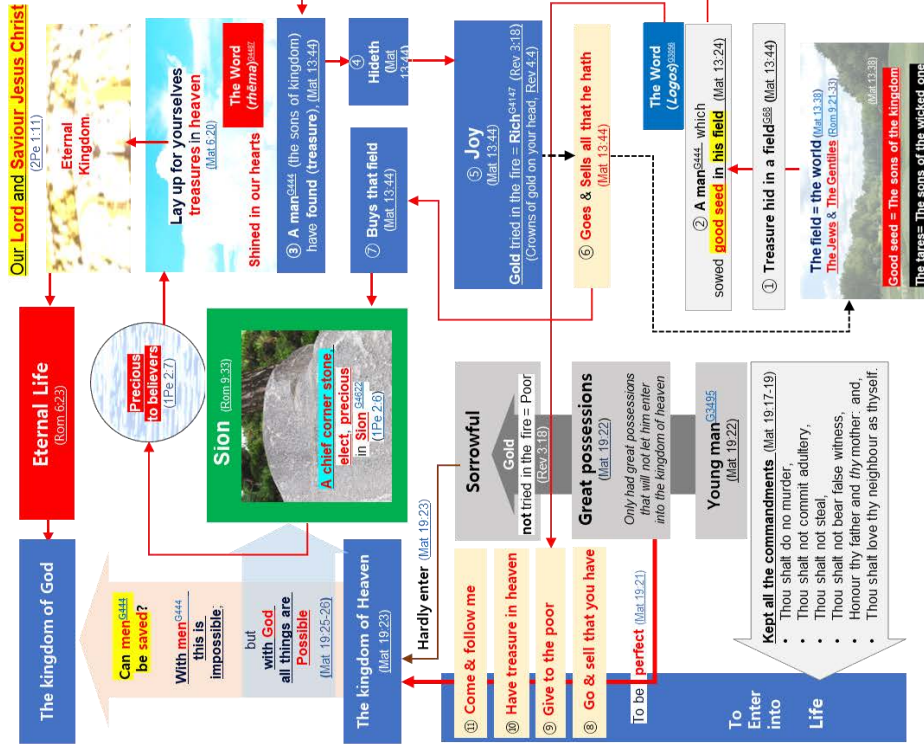 The kingdom of God
Eternal Life
(Rom 6:23)
Our Lord and Saviour Jesus Christ
(2Pe 1:11)
Eternal
Kingdom.
Can men G444
be saved?
With men G444
this is
impossible;
but
with God
all things are
Possible
(Mat 19:25-26)
Precious
to believers
(1Pe 2:7)
Lay up for yourselves
treasures in heaven
(Mat 6:20)
The Word
(rhēma) G4487
Shined in our hearts
Sion (Rom 9:33)
A chief corner stone,
elect, precious
in Sion G4622
(1Pe 2:6)
③ A man G444 (the sons of kingdom)
have found (treasure), (Mat 13:44)
The kingdom of Heaven
(Mat 19:23)
⑦ Buys that field
(Mat 13:44)
④
Hideth
(Mat
13:44)
Hardly enter (Mat 19:23)
⑪ Come & follow me
⑩ Have treasure in heaven
⑨ Give to the poor
⑧ Go & sell that you have
To be perfect (Mat 19:21)
To
Enter
into
Life
Sorrowful
Gold
not tried in the fire = Poor
(Rev 3:18)
Great possessions
(Mat 19:22)
Only had great possessions
that will not let him enter
into the kingdom of heaven
Young man G3495
(Mat 19:22)
Kept all the commandments (Mat 19:17-19)
• Thou shalt do no murder,
• Thou shalt not commit adultery,
• Thou shalt not steal,
• Thou shalt not bear false witness,
• Honour thy father and thy mother: and,
• Thou shalt love thy neighbour as thyself.
⑤ Joy
(Mat 13:44)
Gold tried in the fire = Rich G4147 (Rev 3:18)
(Crowns of gold on your head, Rev 4:4)
⑥ Goes & Sells all that he hath
(Mat 13:44)
The Word
(Logos) G3056
② A man G444 which
sowed good seed in his field (Mat 13:24)
① Treasure hid in a field G68 (Mat 13:44)
The field = the world (Mat 13:38)
The Jews & The Gentiles (Rom 9:21-33)
(Mat 13:38)
Good seed = The sons of the kingdom
The tares= The sons of the wicked one